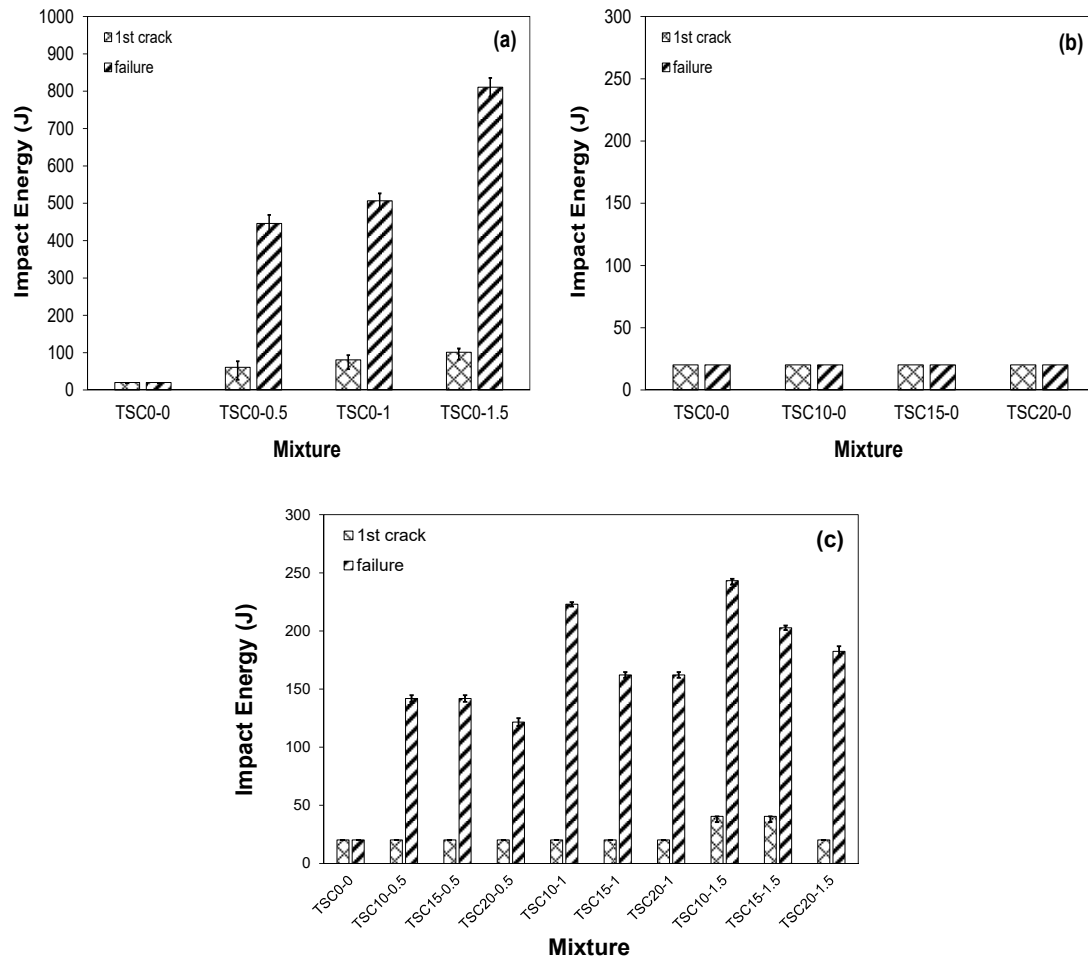 1000
900
800
700
600
500
400
300
200
100
0
Impact Energy (J)
1st crack
failure
(a)
TSC0-0 TSC0-0.5 TSC0-1 TSC0-1.5
Mixture
300
250
200
150
100
50
0
Impact Energy (J)
1st crack
failure
(b)
TSC0-0 TSC10-0 TSC15-0 TSC20-0
Mixture
300
250
200
150
100
50
0
Impact Energy (J)
1st crack
failure
(c)
TSC0-0
TSC10-0.5
TSC15-0.5
TSC20-0.5
TSC10-1
TSC15-1
TSC20-1
TSC10-1.5
TSC15-1.5
TSC20-1.5
Mixture